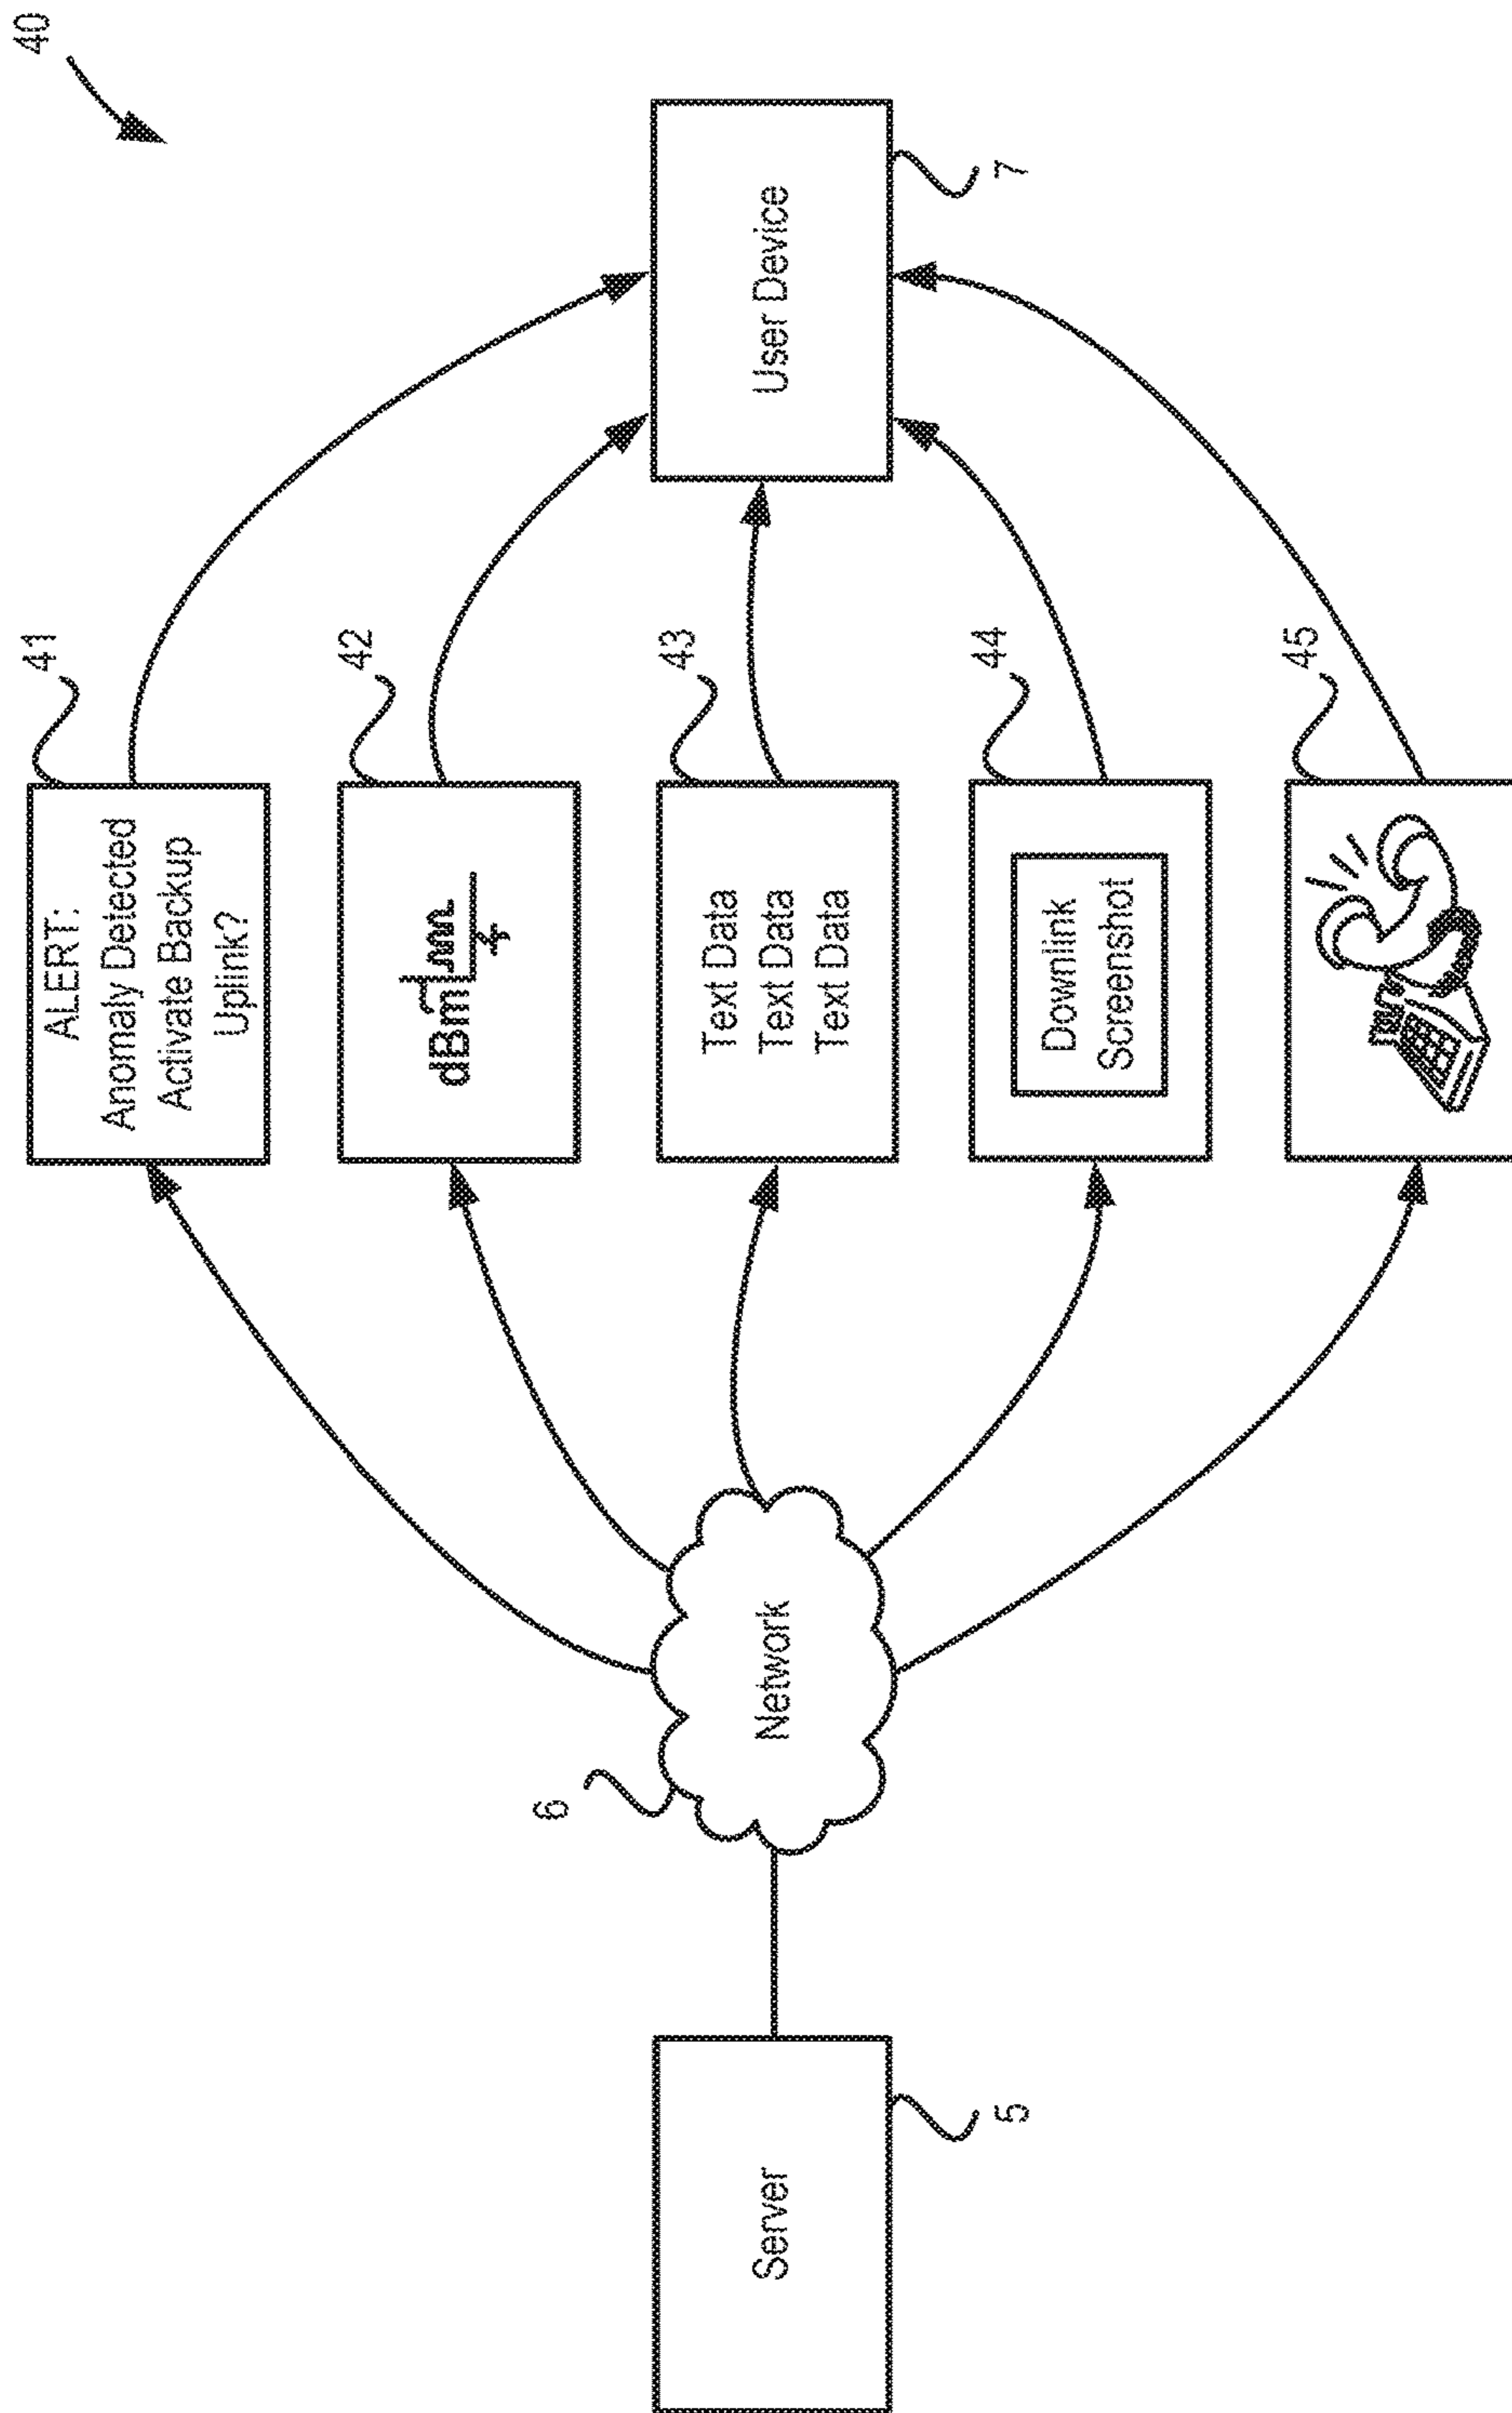 40
41
ALERT:
Anomaly Detected
Activate Backup
Uplink?
42
dBm
43
Text Data
Text Data
Text Data
44
Downlink
Screenshot
45
Server
5
6
Network
User Device
7